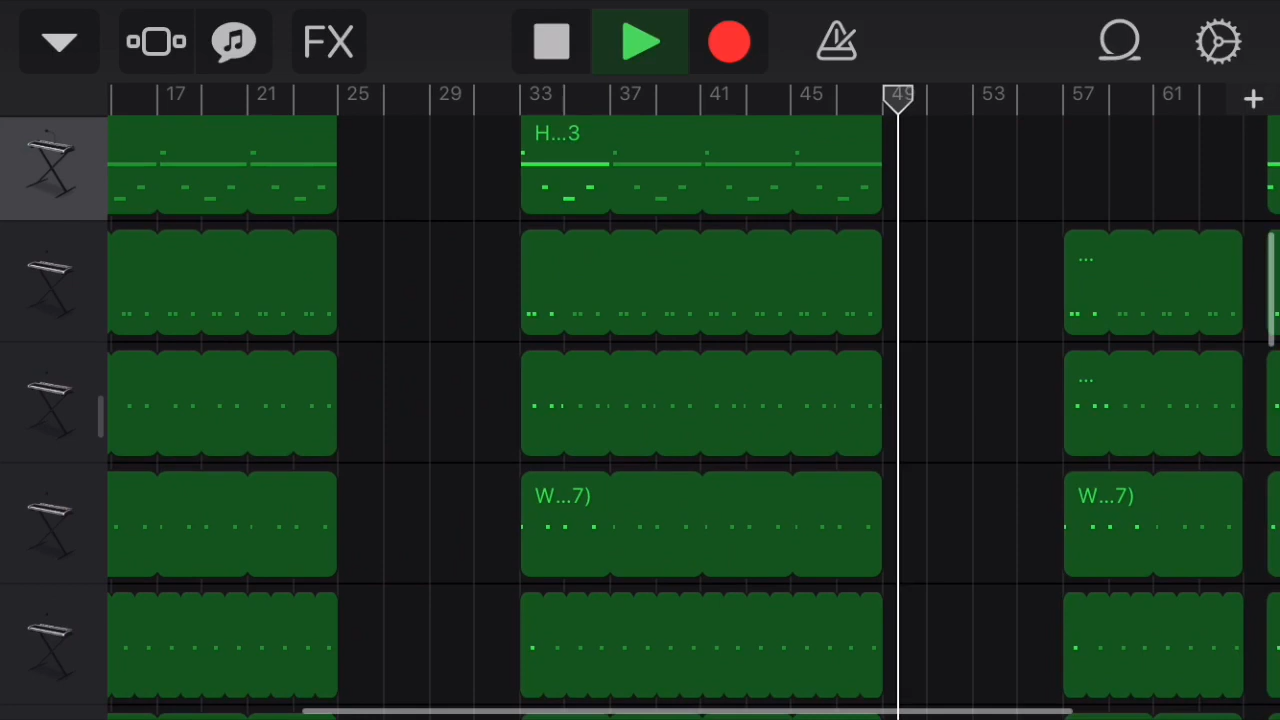 FX
17 21 25 29 33 37 41 45 49 53 57 61 +
H...3
...
...
W...7) W...7)